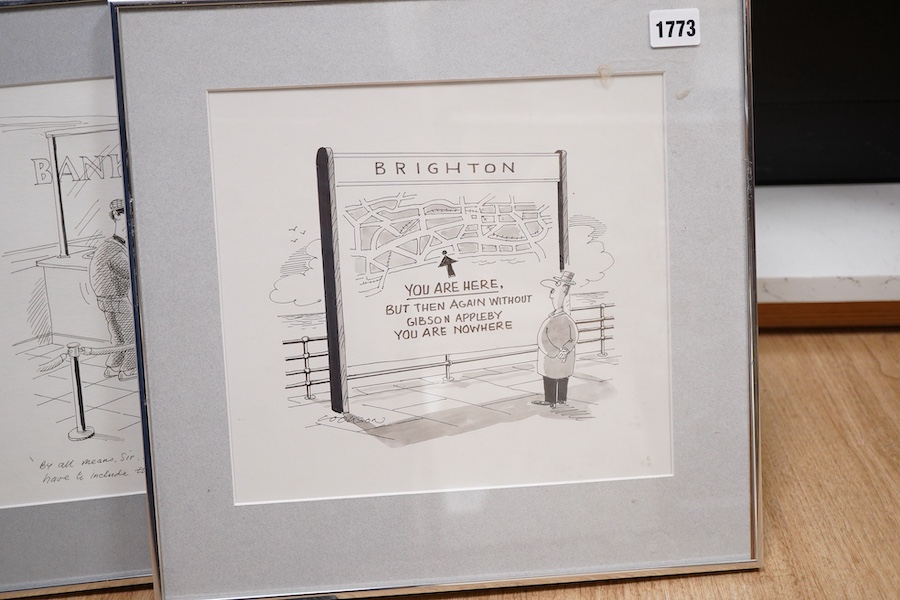 1773
BRIGHTON
YOU ARE HERE,
BUT THEN AGAIN WITHOUT
GIBSON APPLEBY
YOU ARE NOWHERE
BANK
"By all means, Sir.
have to include